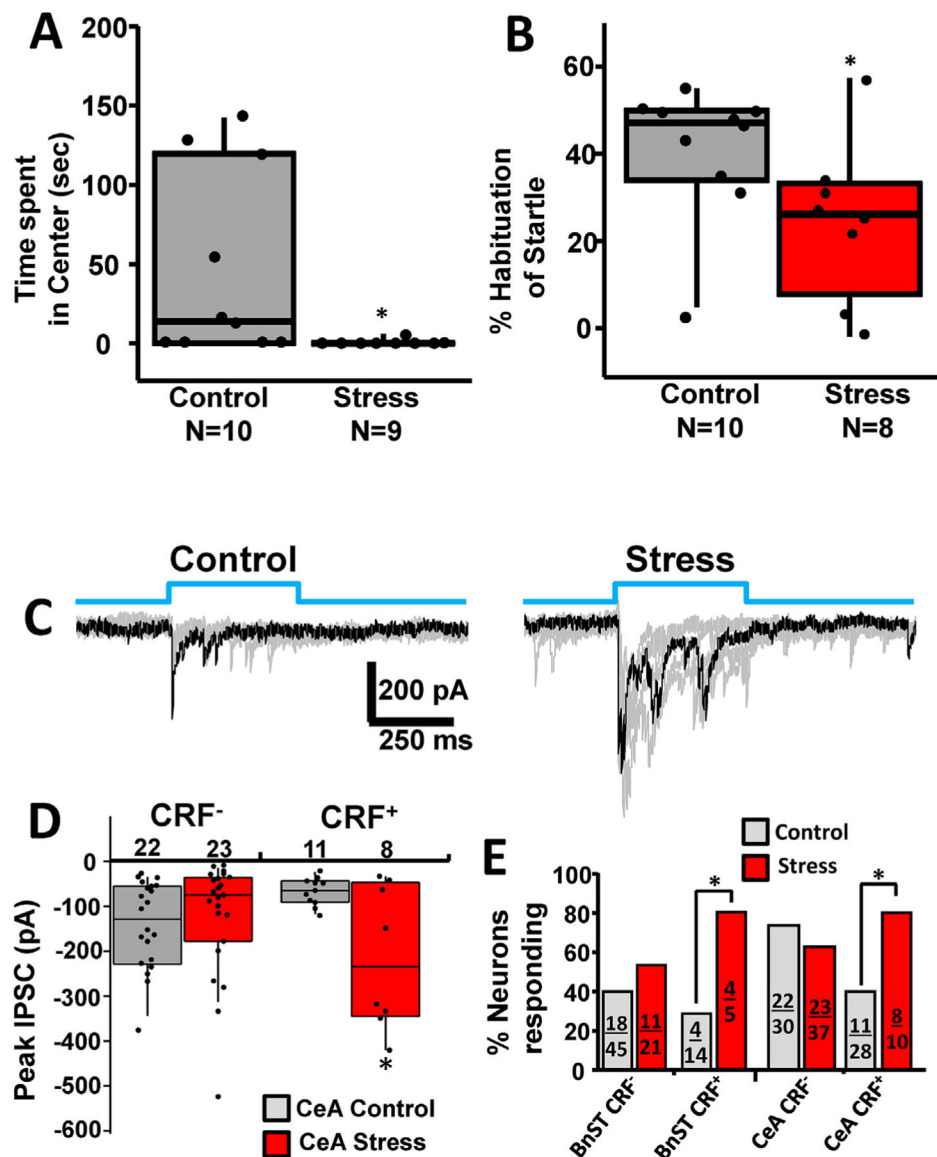 A
Time spent
in Center (sec)
200
150
100
50
0
*
Control
N=10
Stress
N=9
B
% Habituation
of Startle
60
40
20
0
*
Control
N=10
Stress
N=8
C
Control
Stress
200 pA
250 ms
D
CRF-
CRF+
22
23
11
8
Peak IPSC (pA)
0
-100
-200
-300
-400
-500
-600
*
CeA Control
CeA Stress
E
Control
Stress
% Neurons
responding
100
80
60
40
20
0
*
*
18
45
11
21
4
14
4
5
22
30
23
37
11
28
8
10
BnST CRF-
BnST CRF+
CeA CRF-
CeA CRF+